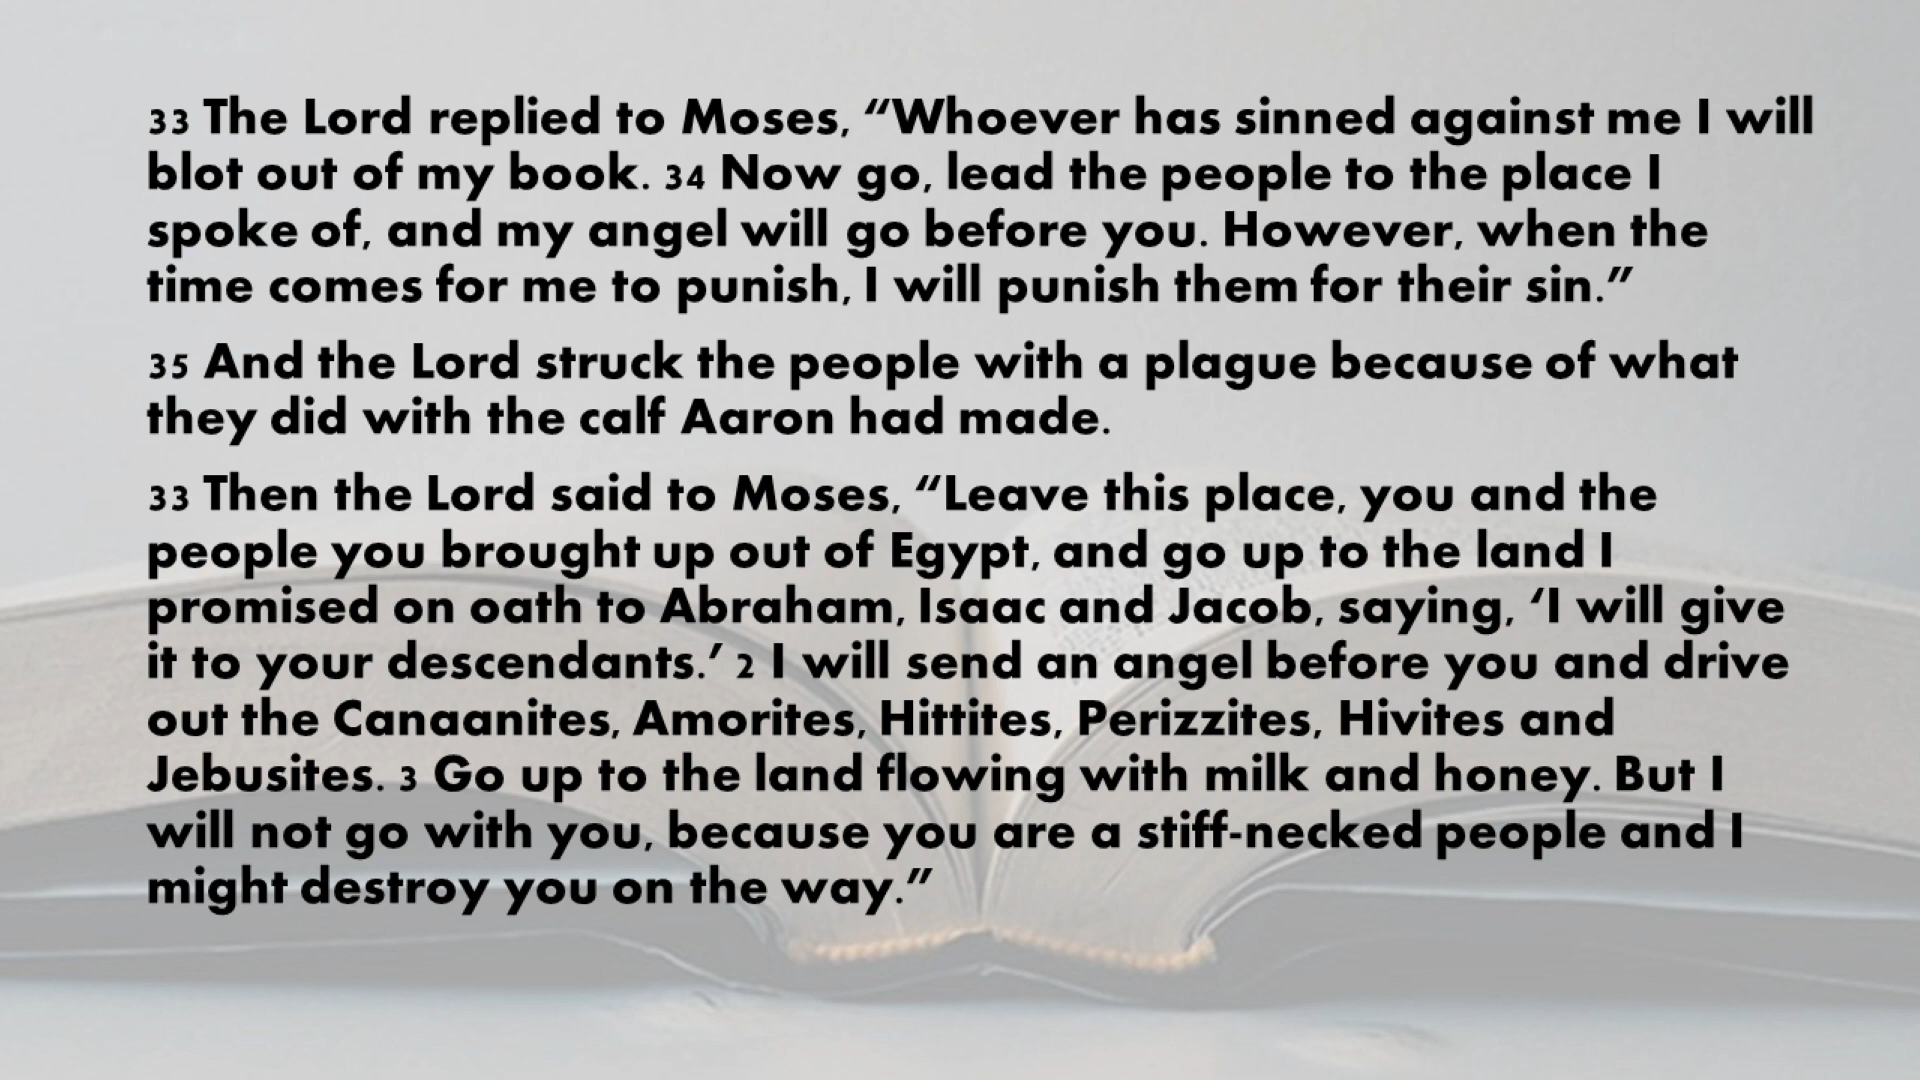 33 The Lord replied to Moses, “Whoever has sinned against me I will
blot out of my book. 34 Now go, lead the people to the place I
spoke of, and my angel will go before you. However, when the
time comes for me to punish, I will punish them for their sin.”
35 And the Lord struck the people with a plague because of what
they did with the calf Aaron had made.
33 Then the Lord said to Moses, “Leave this place, you and the
people you brought up out of Egypt, and go up to the land I
promised on oath to Abraham, Isaac and Jacob, saying, ‘I will give
it to your descendants.’ 2 I will send an angel before you and drive
out the Canaanites, Amorites, Hittites, Perizzites, Hivites and
Jebusites. 3 Go up to the land flowing with milk and honey. But I
will not go with you, because you are a stiff-necked people and I
might destroy you on the way.”